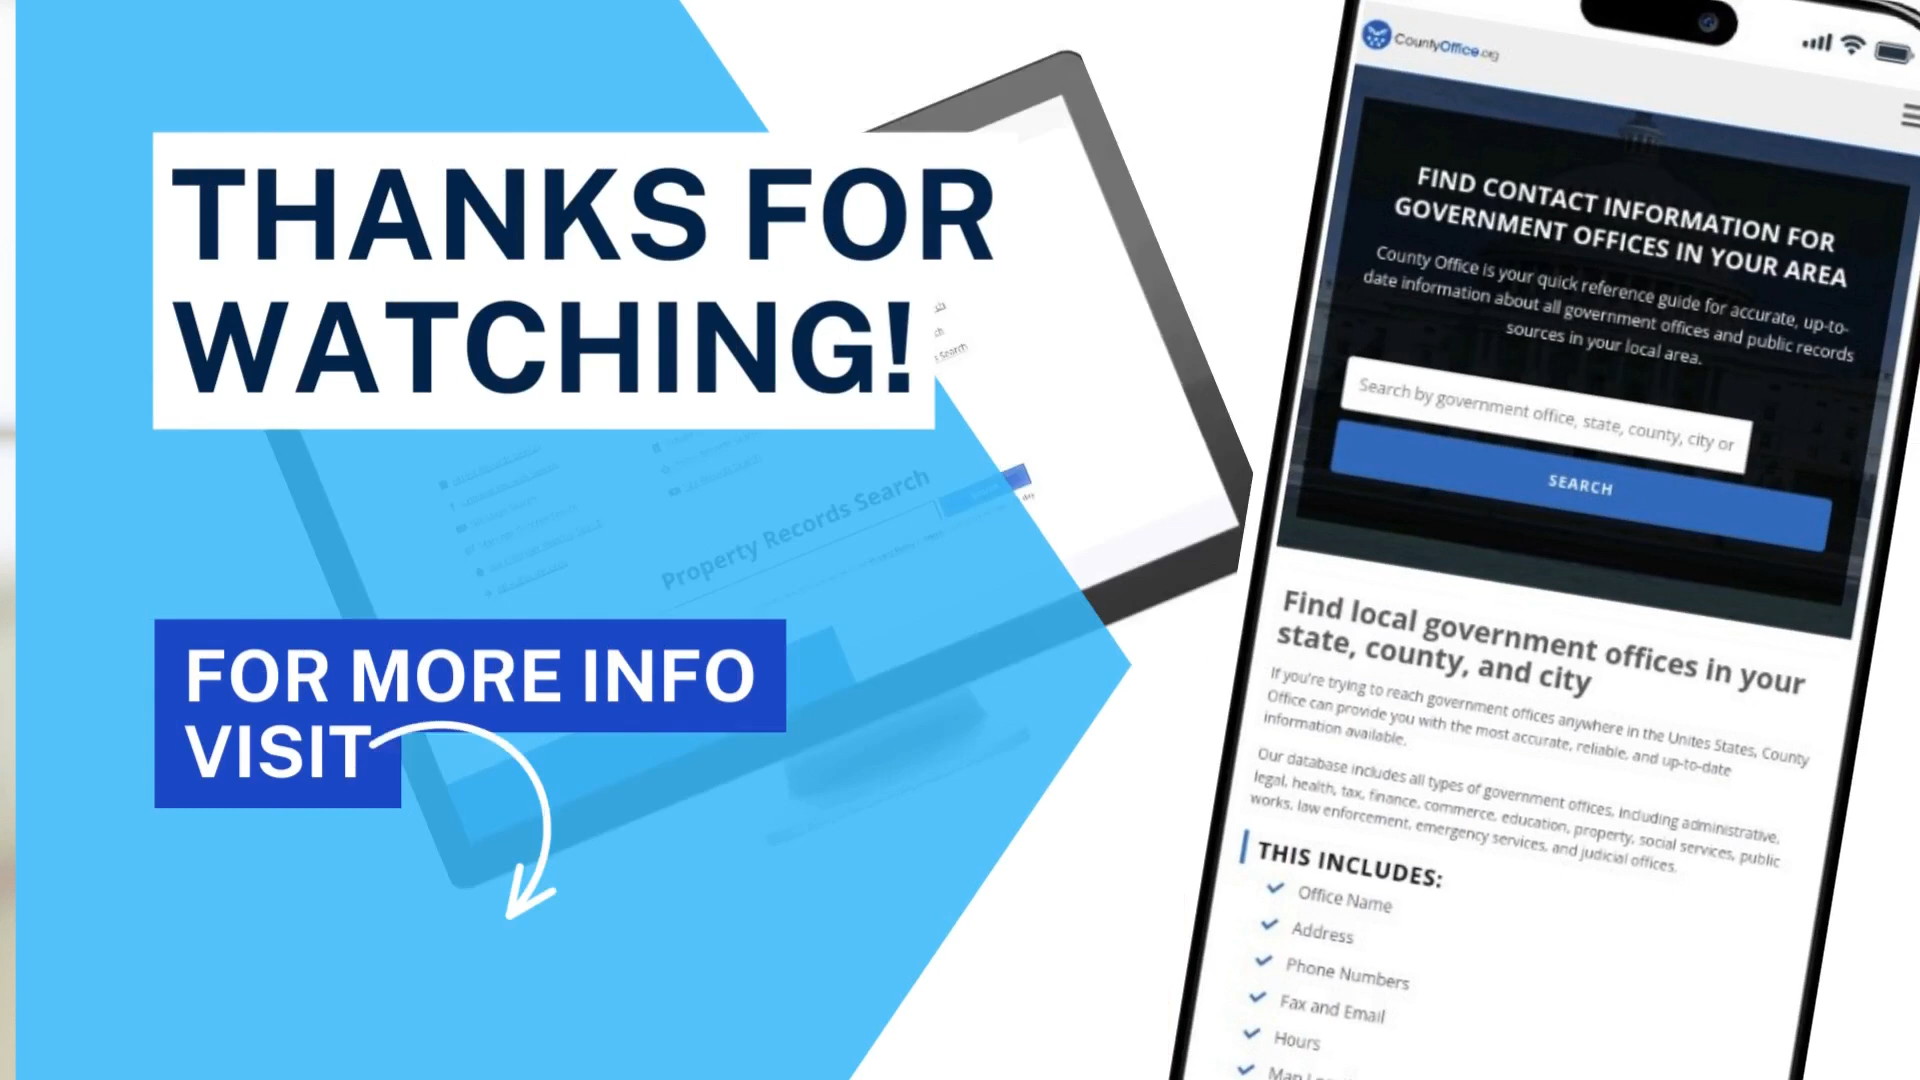 THANKS FOR
WATCHING!
FOR MORE INFO
VISIT
Property Records Search
CountyOffice.org
FIND CONTACT INFORMATION FOR
GOVERNMENT OFFICES IN YOUR AREA
County Office is your quick reference guide for accurate, up-to-
date information about all government offices and public records
sources in your local area.
Search by government office, state, county, city or
SEARCH
Find local government offices in your
state, county, and city
If you're trying to reach government offices anywhere in the Unites States, County
Office can provide you with the most accurate, reliable, and up-to-date
information available.
Our database includes all types of government offices, including administrative,
legal, health, tax, finance, commerce, education, property, social services, public
works, law enforcement, emergency services, and judicial offices.
THIS INCLUDES:
Office Name
Address
Phone Numbers
Fax and Email
Hours
Map